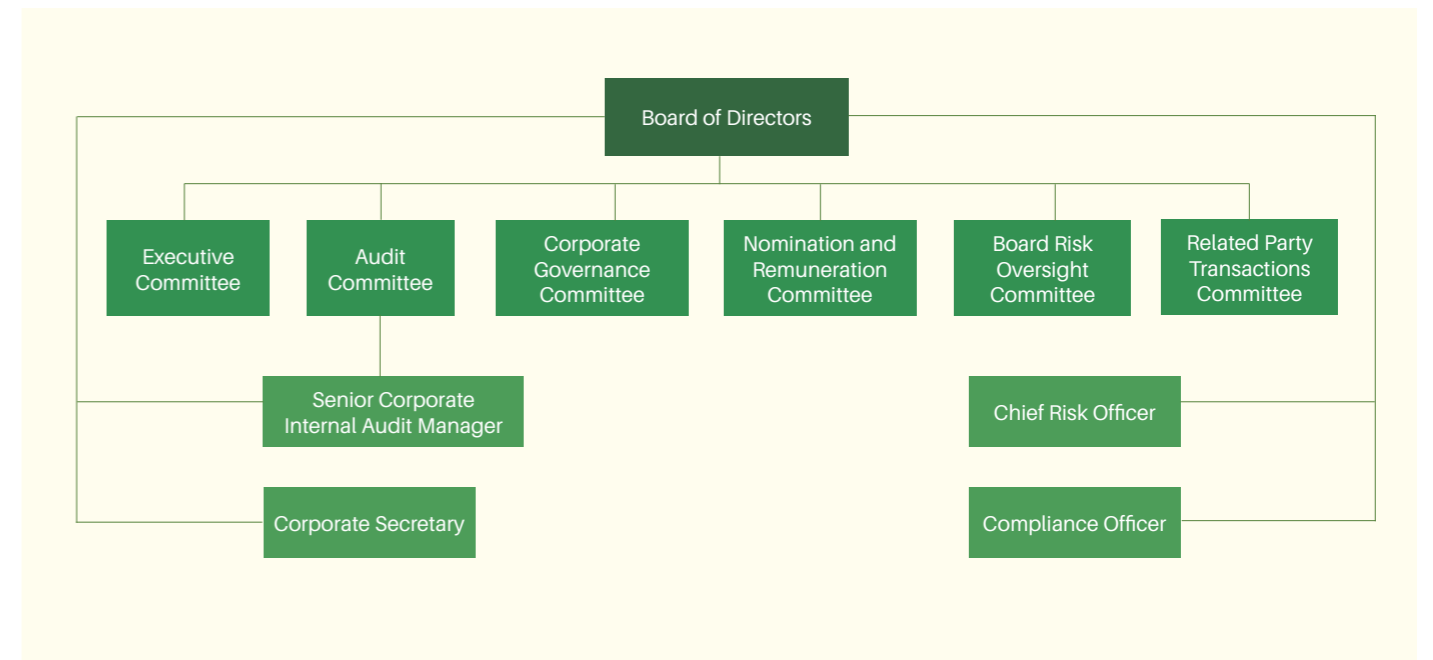 Board of Directors
Executive
Committee
Audit
Committee
Corporate
Governance
Committee
Nomination and
Remuneration
Committee
Board Risk
Oversight
Committee
Related Party
Transactions
Committee
Senior Corporate
Internal Audit Manager
Chief Risk Officer
Corporate Secretary
Compliance Officer